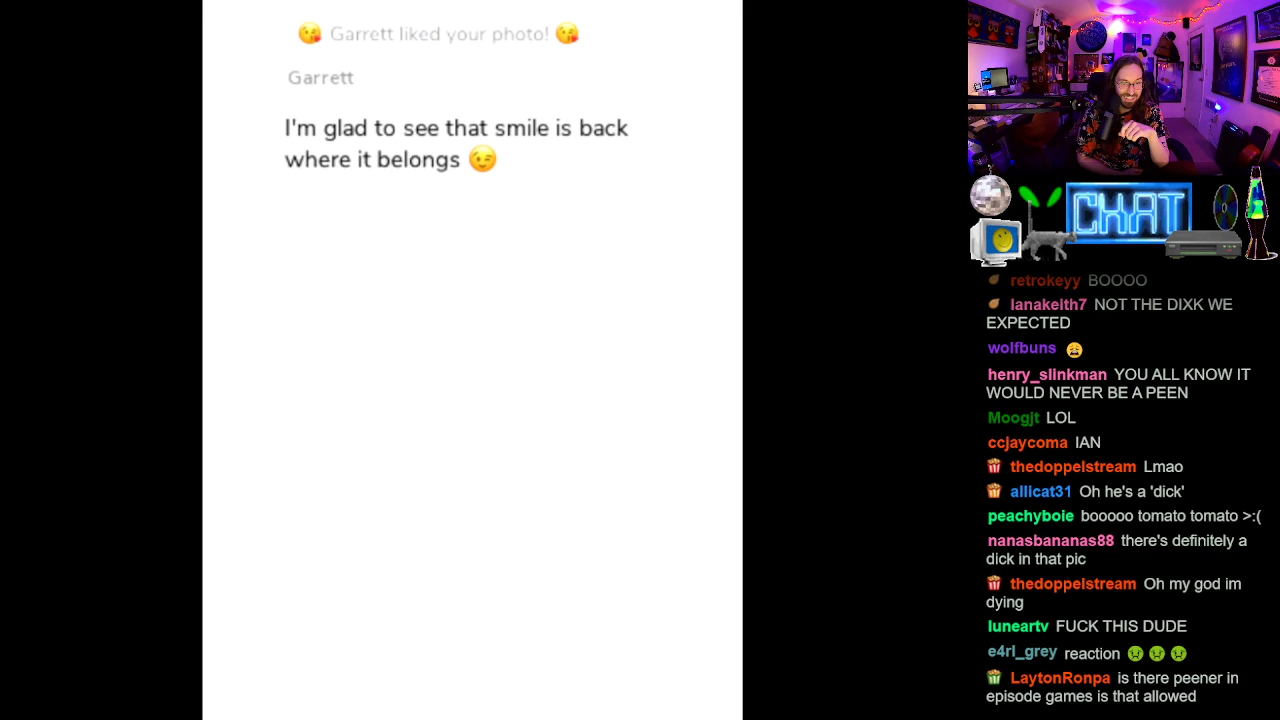 😘 Garrett liked your photo! 😘
Garrett
I'm glad to see that smile is back
where it belongs 😉
CHAT
retrokeyy BOOOO
lanakeith7 NOT THE DIXK WE
EXPECTED
wolfbuns 😩
henry_slinkman YOU ALL KNOW IT
WOULD NEVER BE A PEEN
Moogjt LOL
ccjaycoma IAN
thedoppelstream Lmao
allicat31 Oh he's a 'dick'
peachyboie booooo tomato tomato >:(
nanasbananas88 there's definitely a
dick in that pic
thedoppelstream Oh my god im
dying
luneartv FUCK THIS DUDE
e4rl_grey reaction 🤢 🤢 🤢
LaytonRonpa is there peener in
episode games is that allowed